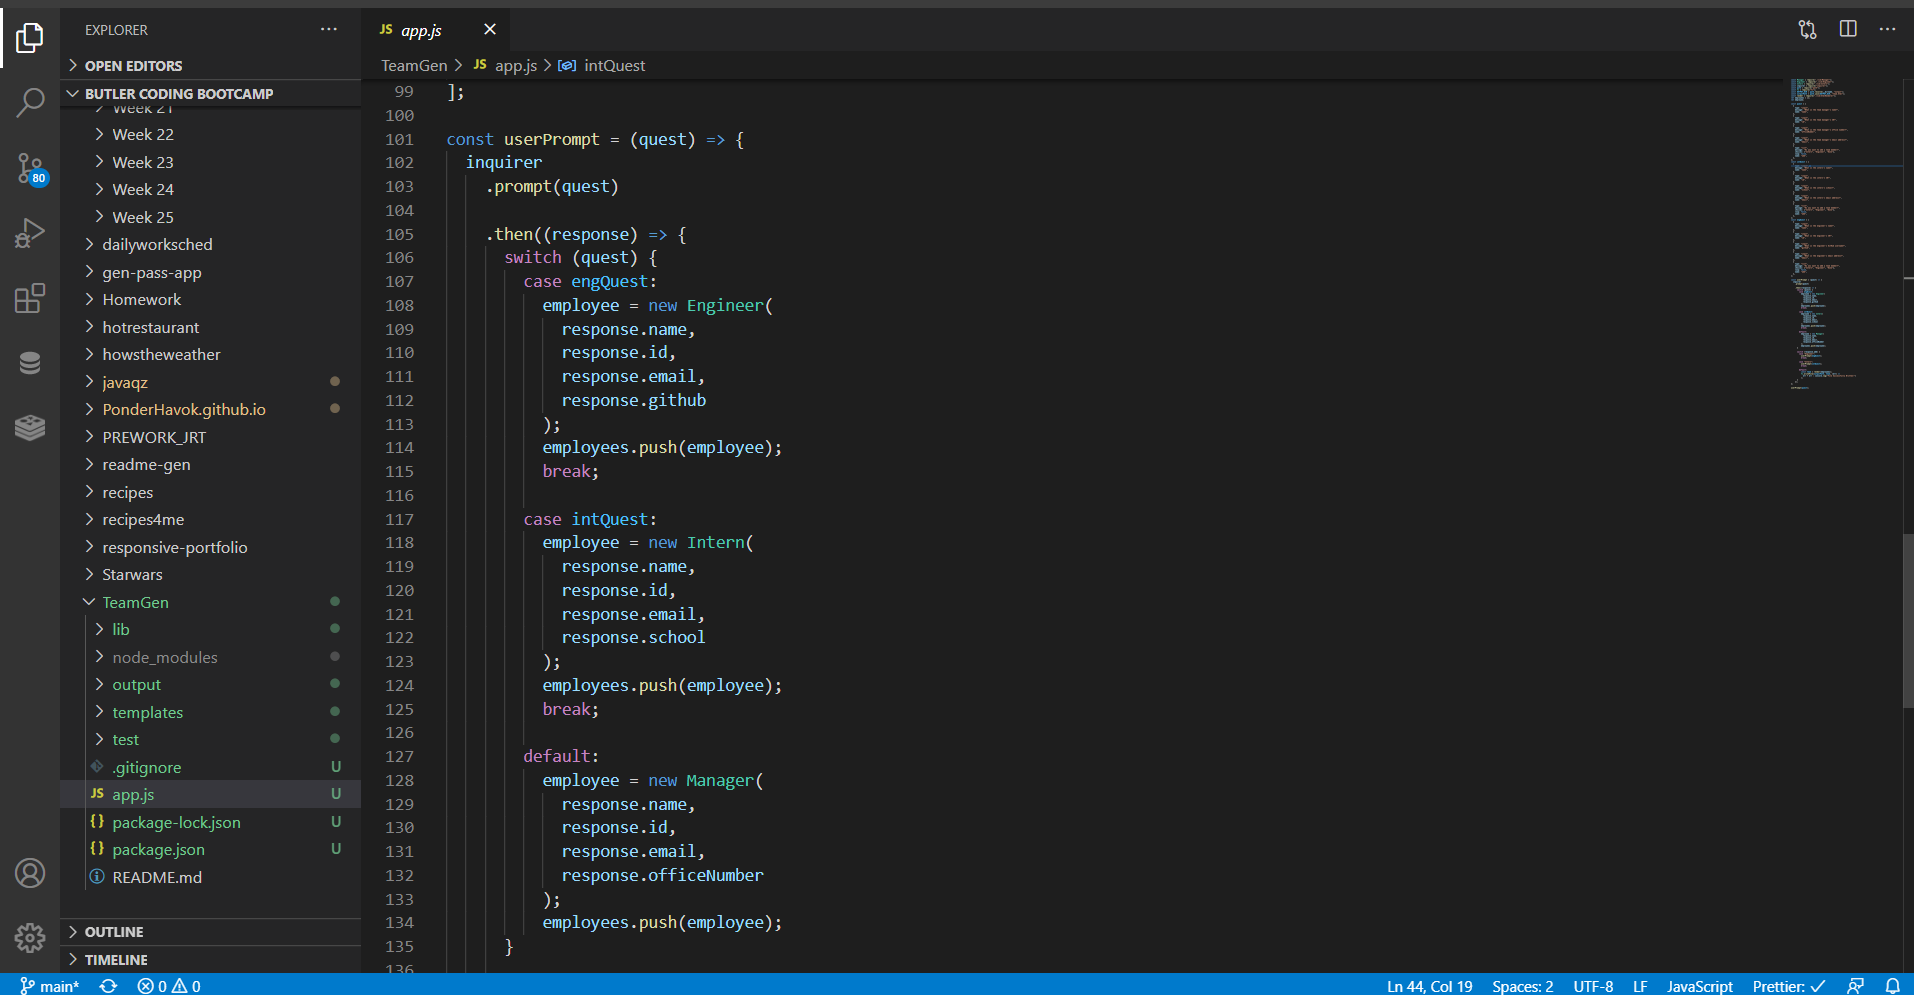 EXPLORER
OPEN EDITORS
BUTLER CODING BOOTCAMP
Week 21
Week 22
Week 23
Week 24
Week 25
dailyworksched
gen-pass-app
Homework
hotrestaurant
howstheweather
javaqz
PonderHavok.github.io
PREWORK_JRT
readme-gen
recipes
recipes4me
responsive-portfolio
Starwars
TeamGen
lib
node_modules
output
templates
test
.gitignore U
JS app.js U
{} package-lock.json U
{} package.json U
README.md
OUTLINE
TIMELINE
80
JS app.js
TeamGen > JS app.js > intQuest
99 ];
100
101 const userPrompt = (quest) => {
102 inquirer
103 .prompt(quest)
104
105 .then((response) => {
106 switch (quest) {
107 case engQuest:
108 employee = new Engineer(
109 response.name,
110 response.id,
111 response.email,
112 response.github
113 );
114 employees.push(employee);
115 break;
116
117 case intQuest:
118 employee = new Intern(
119 response.name,
120 response.id,
121 response.email,
122 response.school
123 );
124 employees.push(employee);
125 break;
126
127 default:
128 employee = new Manager(
129 response.name,
130 response.id,
131 response.email,
132 response.officeNumber
133 );
134 employees.push(employee);
135 }
136
main* 0 0 Ln 44, Col 19 Spaces: 2 UTF-8 LF JavaScript Prettier: ✓